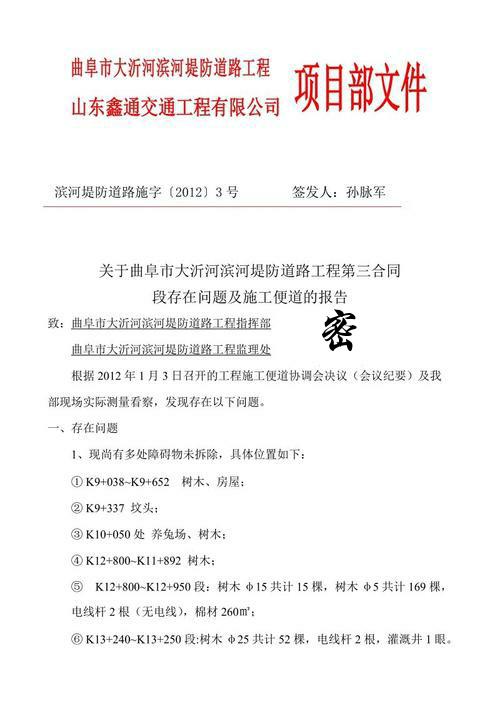 曲阜市大沂河滨河堤防道路工程
山东鑫通交通工程有限公司
项目部文件
滨河堤防道路施字〔2012〕3 号 签发人：孙脉军
关于曲阜市大沂河滨河堤防道路工程第三合同
段存在问题及施工便道的报告
致：曲阜市大沂河滨河堤防道路工程指挥部
密
曲阜市大沂河滨河堤防道路工程监理处
根据 2012 年 1 月 3 日召开的工程施工便道协调会决议（会议纪要）及我
部现场实际测量看察，发现存在以下问题。
一、存在问题
1、现尚有多处障碍物未拆除，具体位置如下：
① K9+038~K9+652 树木、房屋；
② K9+337 坟头；
③ K10+050 处 养兔场、树木；
④ K12+800~K11+892 树木；
⑤ K12+800~K12+950 段：树木 φ15 共计 15 棵，树木 φ5 共计 169 棵，
电线杆 2 根（无电线），棉材 260㎡；
⑥ K13+240~K13+250 段:树木 φ25 共计 52 棵，电线杆 2 根，灌溉井 1 眼。